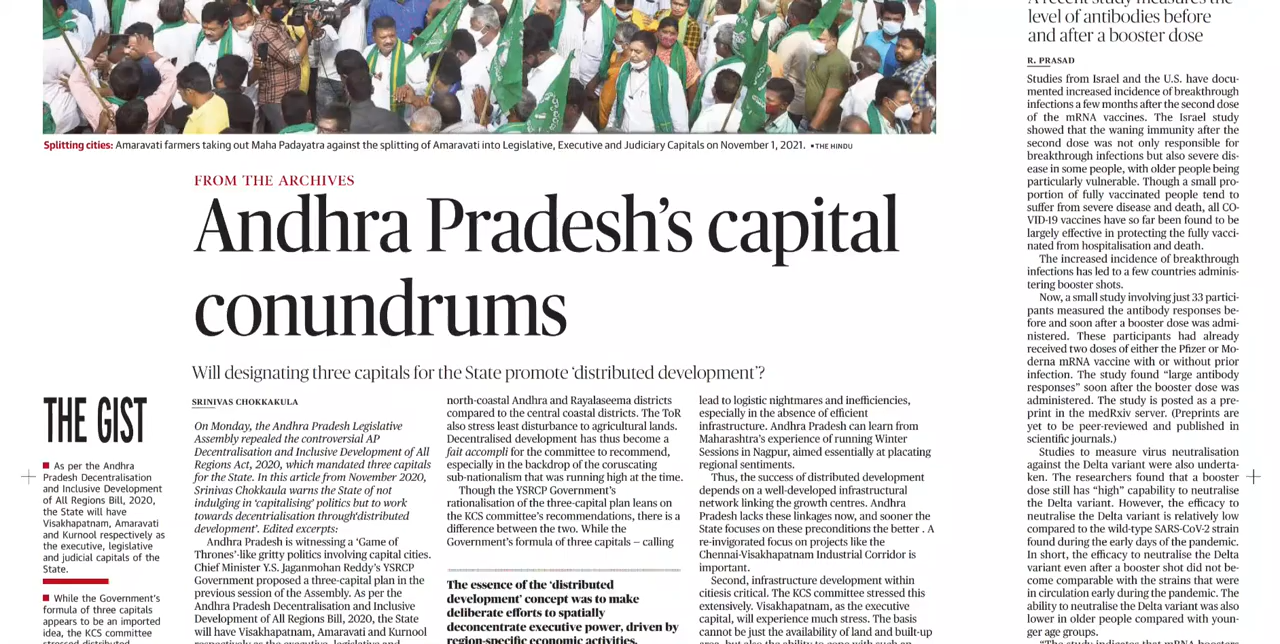 Splitting cities: Amaravati farmers taking out Maha Padayatra against the splitting of Amaravati into Legislative, Executive and Judiciary Capitals on November 1, 2021. • THE HINDU
FROM THE ARCHIVES
Andhra Pradesh's capital
conundrums
Will designating three capitals for the State promote 'distributed development'?
THE GIST
■ As per the Andhra
Pradesh Decentralisation
and Inclusive Development
of All Regions Bill, 2020,
the State will have
Visakhapatnam, Amaravati
and Kurnool respectively as
the executive, legislative
and judicial capitals of the
State.
■ While the Government's
formula of three capitals
appears to be an imported
idea, the KCS committee
stressed distributed
SRINIVAS CHOKKAKULA
On Monday, the Andhra Pradesh Legislative
Assembly repealed the controversial AP
Decentralisation and Inclusive Development of All
Regions Act, 2020, which mandated three capitals
for the State. In this article from November 2020,
Srinivas Chokkaula warns the State of not
indulging in 'capitalising' politics but to work
towards decentrialisation through'distributed
development'. Edited excerpts:
Andhra Pradesh is witnessing a 'Game of
Thrones'-like gritty politics involving capital cities.
Chief Minister Y.S. Jaganmohan Reddy's YSRCP
Government proposed a three-capital plan in the
previous session of the Assembly. As per the
Andhra Pradesh Decentralisation and Inclusive
Development of All Regions Bill, 2020, the State
will have Visakhapatnam, Amaravati and Kurnool
respectively as the executive, legislative and
north-coastal Andhra and Rayalaseema districts
compared to the central coastal districts. The ToR
also stress least disturbance to agricultural lands.
Decentralised development has thus become a
fait accompli for the committee to recommend,
especially in the backdrop of the coruscating
sub-nationalism that was running high at the time.
Though the YSRCP Government's
rationalisation of the three-capital plan leans on
the KCS committee's recommendations, there is a
difference between the two. While the
Government's formula of three capitals — calling
The essence of the 'distributed
development' concept was to make
deliberate efforts to spatially
deconcentrate executive power, driven by
region-specific economic activities.
lead to logistic nightmares and inefficiencies,
especially in the absence of efficient
infrastructure. Andhra Pradesh can learn from
Maharashtra's experience of running Winter
Sessions in Nagpur, aimed essentially at placating
regional sentiments.
Thus, the success of distributed development
depends on a well-developed infrastructural
network linking the growth centres. Andhra
Pradesh lacks these linkages now, and sooner the
State focuses on these preconditions the better . A
re-invigorated focus on projects like the
Chennai-Visakhapatnam Industrial Corridor is
important.
Second, infrastructure development within
citiesis critical. The KCS committee stressed this
extensively. Visakhapatnam, as the executive
capital, will experience much stress. The basis
cannot be just the availability of land and built-up
area, but also the ability to cope with such an
A recent study measures the
level of antibodies before
and after a booster dose
R. PRASAD
Studies from Israel and the U.S. have docu-
mented increased incidence of breakthrough
infections a few months after the second dose
of the mRNA vaccines. The Israel study
showed that the waning immunity after the
second dose was not only responsible for
breakthrough infections but also severe dis-
ease in some people, with older people being
particularly vulnerable. Though a small pro-
portion of fully vaccinated people tend to
suffer from severe disease and death, all CO-
VID-19 vaccines have so far been found to be
largely effective in protecting the fully vacci-
nated from hospitalisation and death.
The increased incidence of breakthrough
infections has led to a few countries adminis-
tering booster shots.
Now, a small study involving just 33 partici-
pants measured the antibody responses be-
fore and soon after a booster dose was admi-
nistered. These participants had already
received two doses of either the Pfizer or Mo-
derna mRNA vaccine with or without prior
infection. The study found "large antibody
responses" soon after the booster dose was
administered. The study is posted as a pre-
print in the medRxiv server. (Preprints are
yet to be peer-reviewed and published in
scientific journals.)
Studies to measure virus neutralisation
against the Delta variant were also underta-
ken. The researchers found that a booster
dose still has "high" capability to neutralise
the Delta variant. However, the efficacy to
neutralise the Delta variant is relatively low
compared to the wild-type SARS-CoV-2 strain
found during the early days of the pandemic.
In short, the efficacy to neutralise the Delta
variant even after a booster shot did not be-
come comparable with the strains that were
in circulation early during the pandemic. The
ability to neutralise the Delta variant was also
lower in older people compared with youn-
ger age groups.
"The study indicates that mRNA boosters